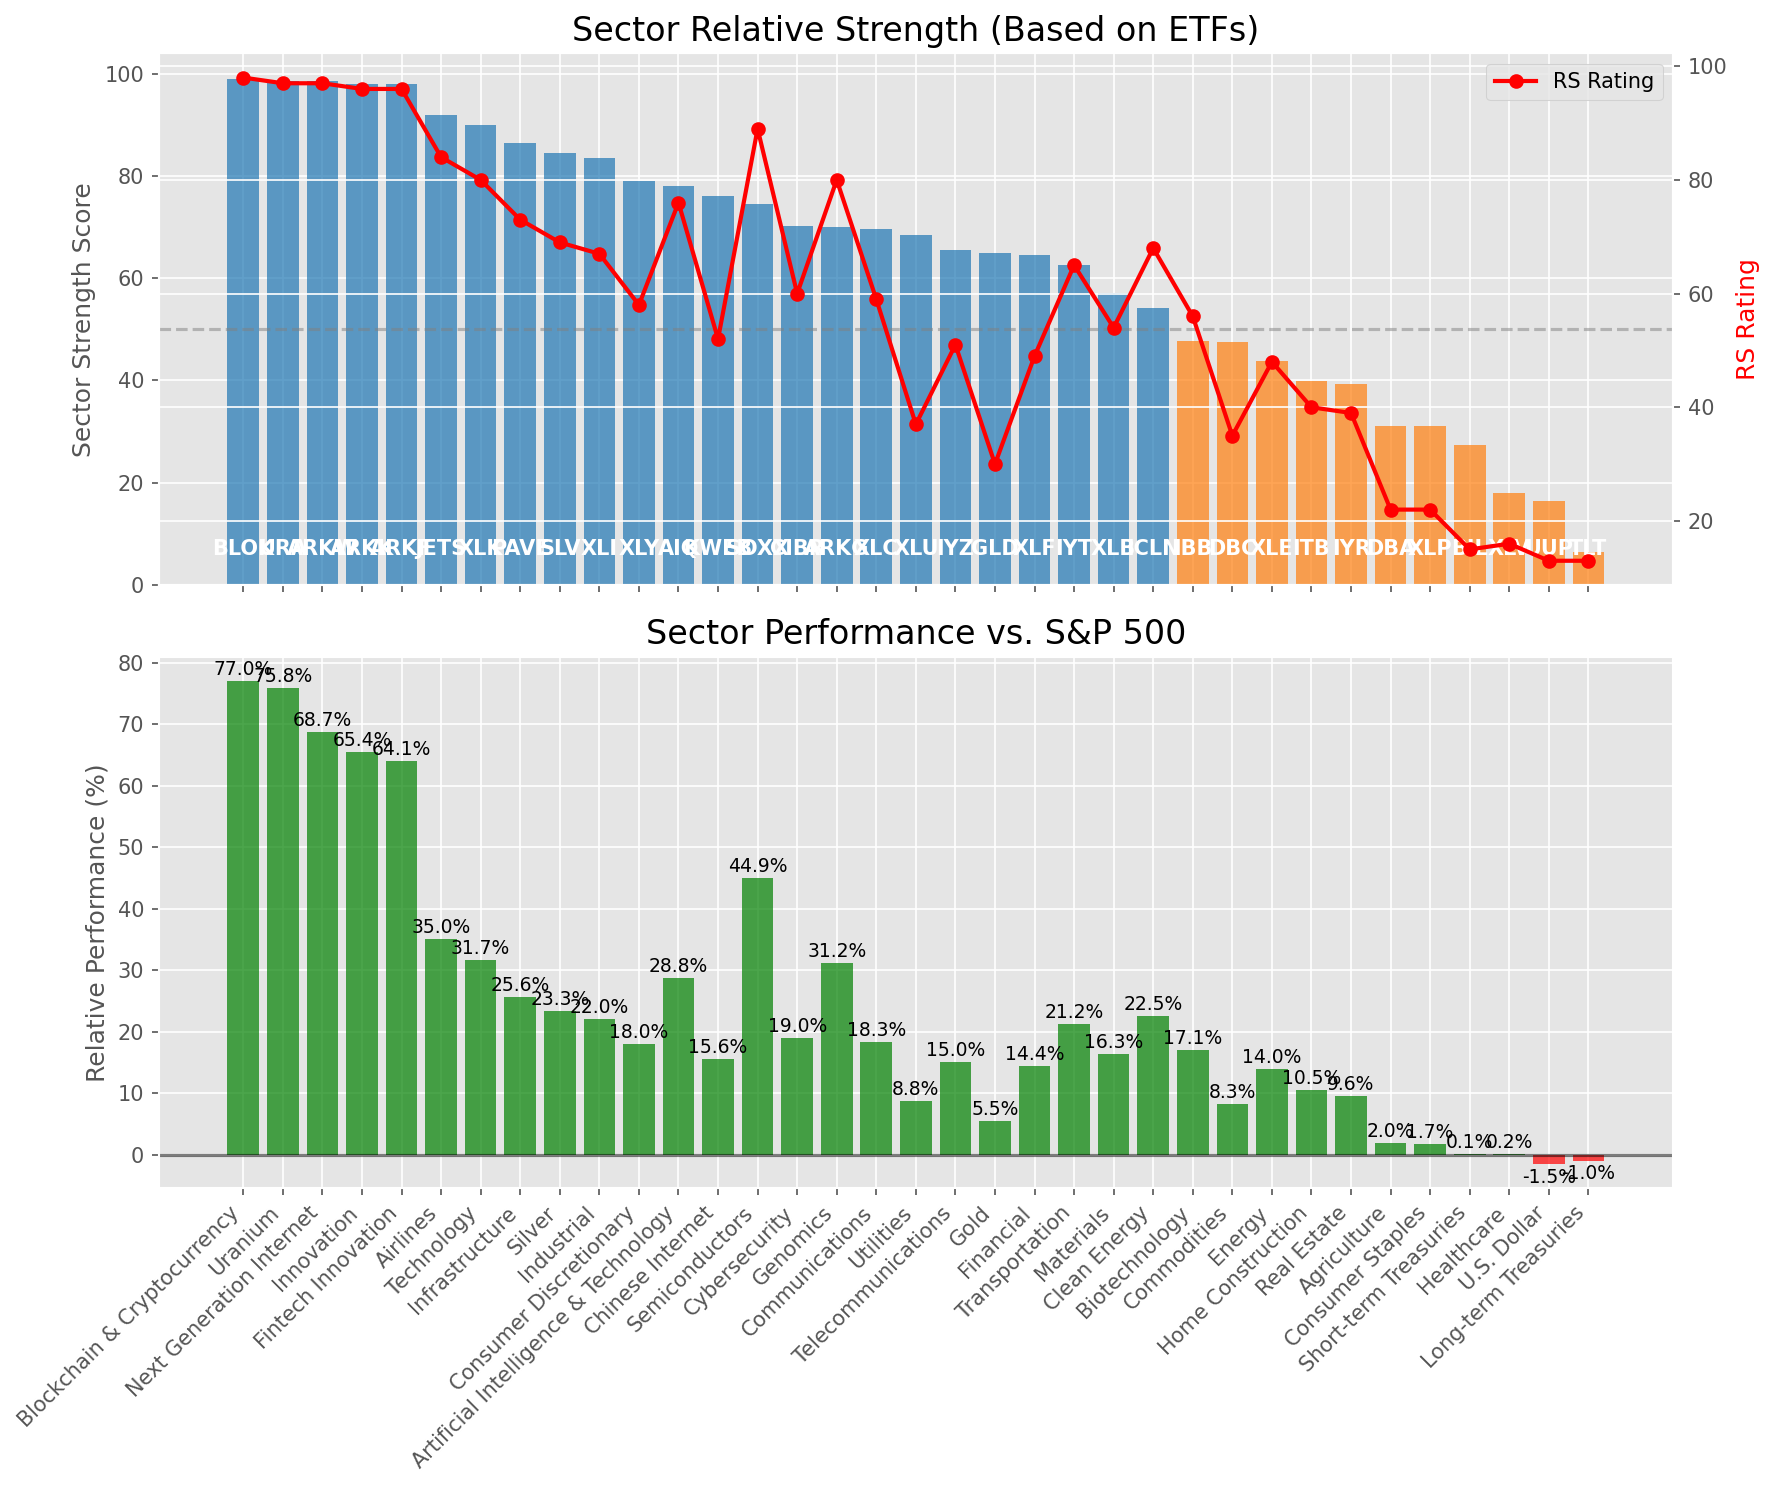 Sector Relative Strength (Based on ETFs)
Sector Strength Score
100
80
60
40
20
0
RS Rating
100
80
60
40
20
RS Rating
BLOK
URA
ARKW
ARKK
ARKF
JETS
XLK
PAVE
SLV
XLI
XLY
AIQ
KWEB
SOXX
CIBR
ARKG
XLC
XLU
IYZ
GLD
XLF
IYT
XLB
ICLN
IBB
DBC
XLE
ITB
IYR
DBA
XLP
UUP
TLT
Sector Performance vs. S&P 500
Relative Performance (%)
80
70
60
50
40
30
20
10
0
77.0%
75.8%
68.7%
65.4%
64.1%
35.0%
31.7%
25.6%
23.3%
22.0%
18.0%
28.8%
15.6%
44.9%
19.0%
31.2%
18.3%
8.8%
15.0%
5.5%
14.4%
21.2%
16.3%
22.5%
17.1%
8.3%
14.0%
10.5%
9.6%
2.0%
1.7%
0.1%
0.2%
-1.5%
-1.0%
Blockchain & Cryptocurrency
Uranium
Next Generation Internet
Innovation
Fintech Innovation
Airlines
Technology
Infrastructure
Silver
Industrial
Consumer Discretionary
Artificial Intelligence & Technology
Chinese Internet
Semiconductors
Cybersecurity
Genomics
Communications
Utilities
Telecommunications
Gold
Financial
Transportation
Materials
Clean Energy
Biotechnology
Commodities
Energy
Home Construction
Real Estate
Agriculture
Consumer Staples
Short-term Treasuries
Healthcare
U.S. Dollar
Long-term Treasuries